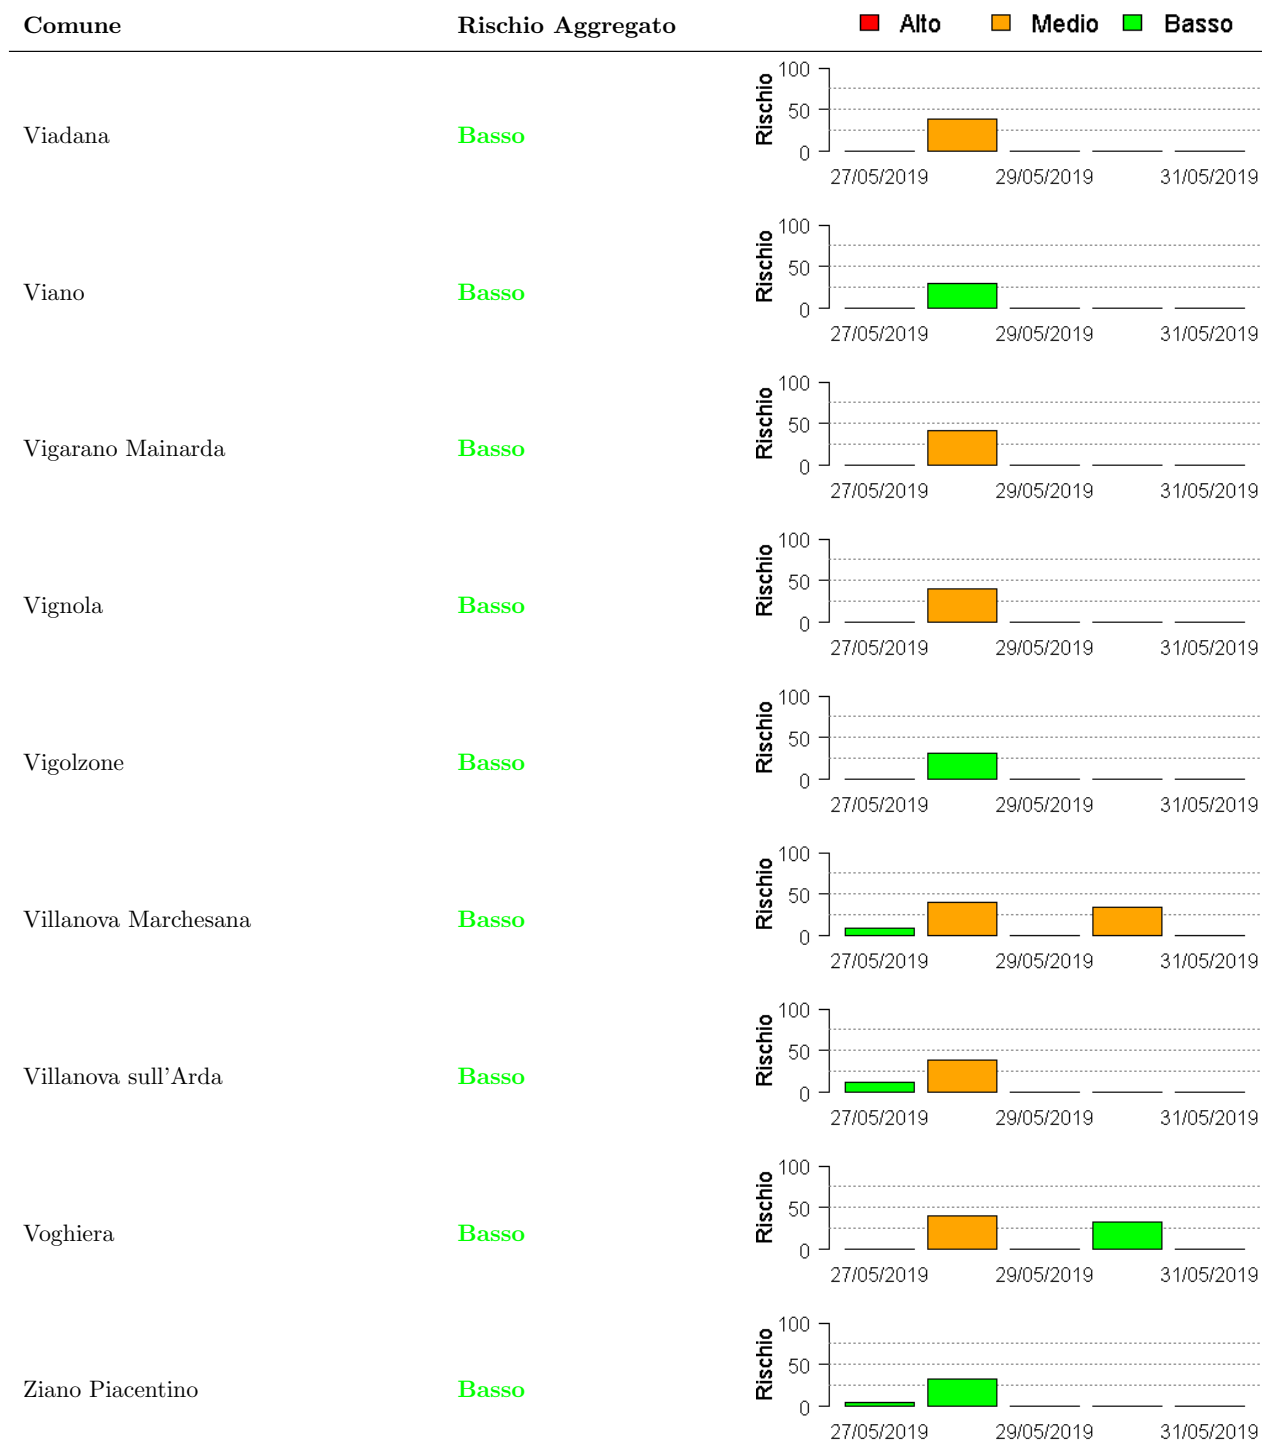 Comune Rischio Aggregato Alto Medio Basso
100
50
0
Rischio
Viadana Basso
27/05/2019 29/05/2019 31/05/2019
100
50
0
Rischio
Viano Basso
27/05/2019 29/05/2019 31/05/2019
100
50
0
Rischio
Vigarano Mainarda Basso
27/05/2019 29/05/2019 31/05/2019
100
50
0
Rischio
Vignola Basso
27/05/2019 29/05/2019 31/05/2019
100
50
0
Rischio
Vigolzone Basso
27/05/2019 29/05/2019 31/05/2019
100
50
0
Rischio
Villanova Marchesana Basso
27/05/2019 29/05/2019 31/05/2019
100
50
0
Rischio
Villanova sull'Arda Basso
27/05/2019 29/05/2019 31/05/2019
100
50
0
Rischio
Voghiera Basso
27/05/2019 29/05/2019 31/05/2019
100
50
0
Rischio
Ziano Piacentino Basso
27/05/2019 29/05/2019 31/05/2019